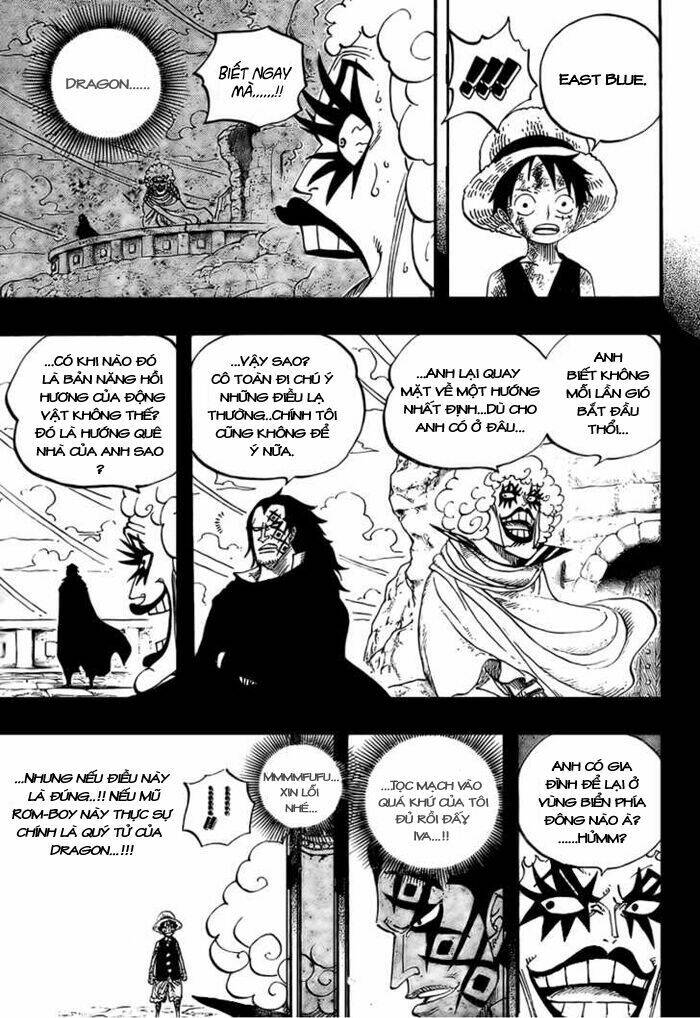 EAST BLUE.
!!!
BIẾT NGAY
MÀ,,,,,,!!
DRAGON......
ANH
BIẾT KHÔNG
MỖI LẦN GIÓ
BẮT ĐẦU
THỔI...
...ANH LẠI QUAY
MẶT VỀ MỘT HƯỚNG
NHẤT ĐỊNH...DÙ CHO
ANH CÓ Ở ĐÂU...
...VẬY SAO?
CÔ TOÀN ĐI CHÚ Ý
NHỮNG ĐIỀU LẠ
THƯỜNG..CHÍNH TÔI
CŨNG KHÔNG ĐỂ
Ý NỮA.
...CÓ KHI NÀO ĐÓ
LÀ BẢN NĂNG HỒI
HƯƠNG CỦA ĐỘNG
VẬT KHÔNG THẾ?
ĐÓ LÀ HƯỚNG QUÊ
NHÀ CỦA ANH SAO
?
ANH CÓ GIA
ĐÌNH ĐỂ LẠI Ở
VÙNG BIỂN PHÍA
ĐÔNG NÀO À?
......HỬMM?
...TỌC MẠCH VÀO
QUÁ KHỨ CỦA TÔI
ĐỦ RỒI ĐẤY
IVA...
MMMMFUFU...
XIN LỖI
NHÉ...
...NHƯNG NẾU ĐIỀU NÀY
LÀ ĐÚNG..!! NẾU MŨ
RƠM-BOY NÀY THỰC SỰ
CHÍNH LÀ QUÝ TỬ CỦA
DRAGON...!!!